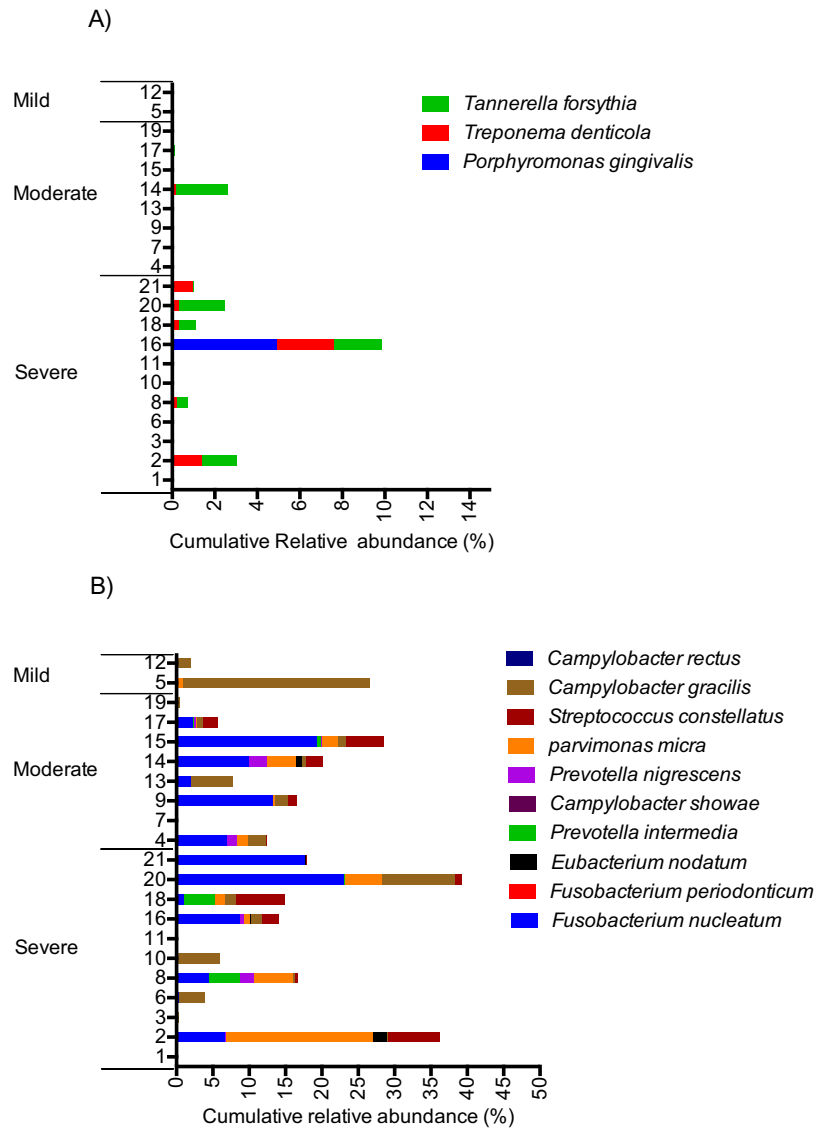 A)
Mild
Moderate
Severe
12
5
19
17
15
14
13
9
7
4
21
20
18
16
11
10
8
6
3
2
1
Tannerella forsythia
Treponema denticola
Porphyromonas gingivalis
0 2 4 6 8 10 12 14
Cumulative Relative abundance (%)
B)
Mild
Moderate
Severe
12
5
19
17
15
14
13
9
7
4
21
20
18
16
11
10
8
6
3
2
1
Campylobacter rectus
Campylobacter gracilis
Streptococcus constellatus
parvimonas micra
Prevotella nigrescens
Campylobacter showae
Prevotella intermedia
Eubacterium nodatum
Fusobacterium periodonticum
Fusobacterium nucleatum
0 5 10 15 20 25 30 35 40 45 50
Cumulative relative abundance (%)